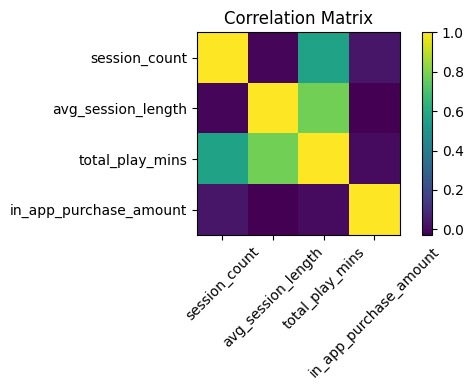 Correlation Matrix
session_count
avg_session_length
total_play_mins
in_app_purchase_amount
session_count
avg_session_length
total_play_mins
in_app_purchase_amount
1.0
0.8
0.6
0.4
0.2
0.0